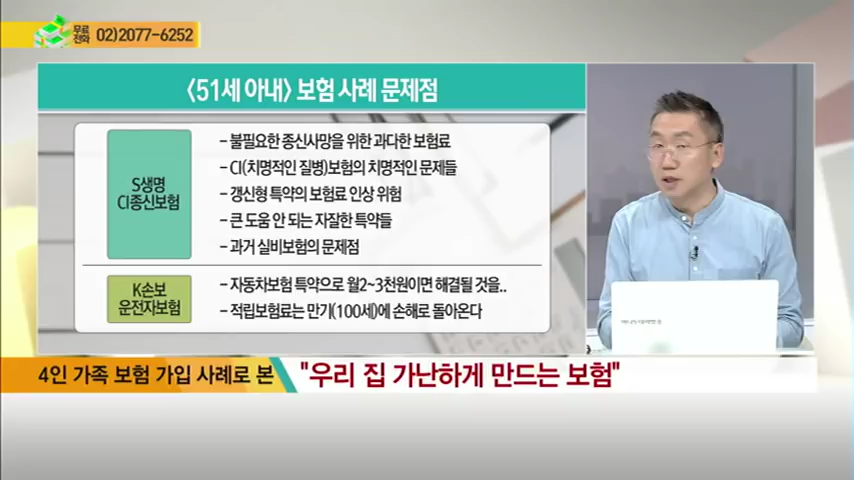 무료
전화 02)2077-6252
<51세 아내> 보험 사례 문제점
S생명
CI종신보험
- 불필요한 종신사망을 위한 과다한 보험료
- CI(치명적인 질병)보험의 치명적인 문제들
- 갱신형 특약의 보험료 인상 위험
- 큰 도움 안 되는 자잘한 특약들
- 과거 실비보험의 문제점
K손보
운전자보험
- 자동차보험 특약으로 월2~3천원이면 해결될 것을..
- 적립보험료는 만기(100세)에 손해로 돌아온다
4인 가족 보험 가입 사례로 본 "우리 집 가난하게 만드는 보험"